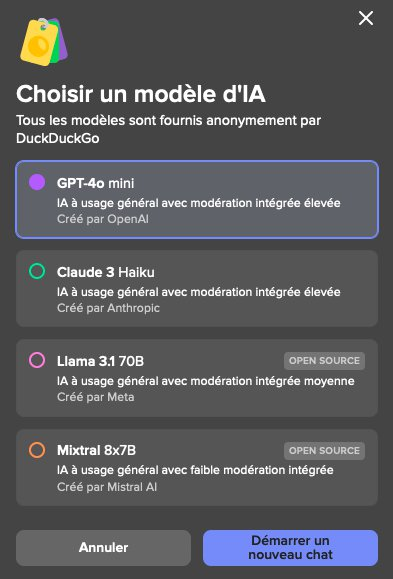 Choisir un modèle d'IA
Tous les modèles sont fournis anonymement par
DuckDuckGo
GPT-4o mini
IA à usage général avec modération intégrée élevée
Créé par OpenAI
Claude 3 Haiku
IA à usage général avec modération intégrée élevée
Créé par Anthropic
Llama 3.1 70B OPEN SOURCE
IA à usage général avec modération intégrée moyenne
Créé par Meta
Mixtral 8x7B OPEN SOURCE
IA à usage général avec faible modération intégrée
Créé par Mistral AI
Annuler
Démarrer un
nouveau chat